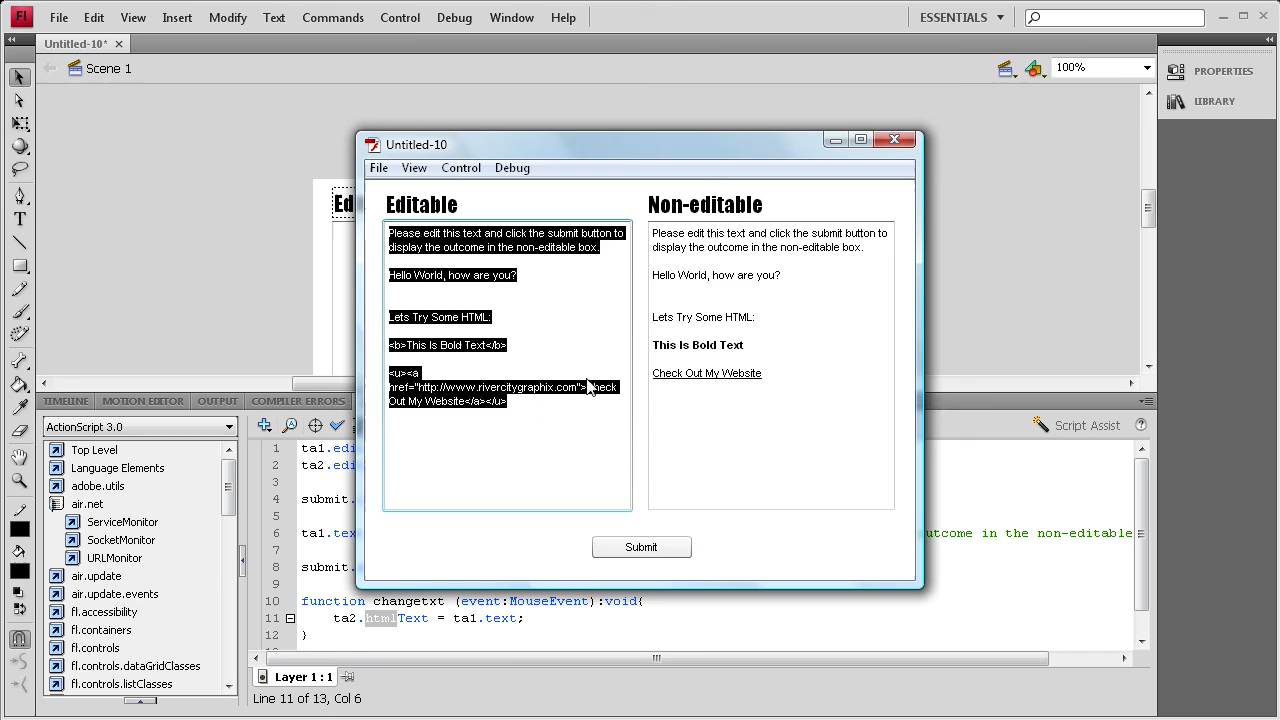 Fl File Edit View Insert Modify Text Commands Control Debug Window Help ESSENTIALS
Untitled-10*
Scene 1
100%
PROPERTIES
LIBRARY
Ed
Untitled-10
File View Control Debug
Editable
Please edit this text and click the submit button to
display the outcome in the non-editable box.
Hello World, how are you?
Lets Try Some HTML:
<b>This Is Bold Text</b>
<u><a
href="http://www.rivercitygraphix.com">Check
Out My Website</a></u>
Non-editable
Please edit this text and click the submit button to
display the outcome in the non-editable box.
Hello World, how are you?
Lets Try Some HTML:
This Is Bold Text
Check Out My Website
Submit
TIMELINE MOTION EDITOR OUTPUT COMPILER ERRORS
ActionScript 3.0
Top Level
Language Elements
adobe.utils
air.net
ServiceMonitor
SocketMonitor
URLMonitor
air.update
air.update.events
fl.accessibility
fl.containers
fl.controls
fl.controls.dataGridClasses
fl.controls.listClasses
Script Assist
1 ta1.edi
2 ta2.edi
3
4 submit.
5
6 ta1.tex utcome in the non-editable
7
8 submit.
9
10 function changetxt (event:MouseEvent):void{
11 ta2.htmlText = ta1.text;
12 }
Layer 1 : 1
Line 11 of 13, Col 6